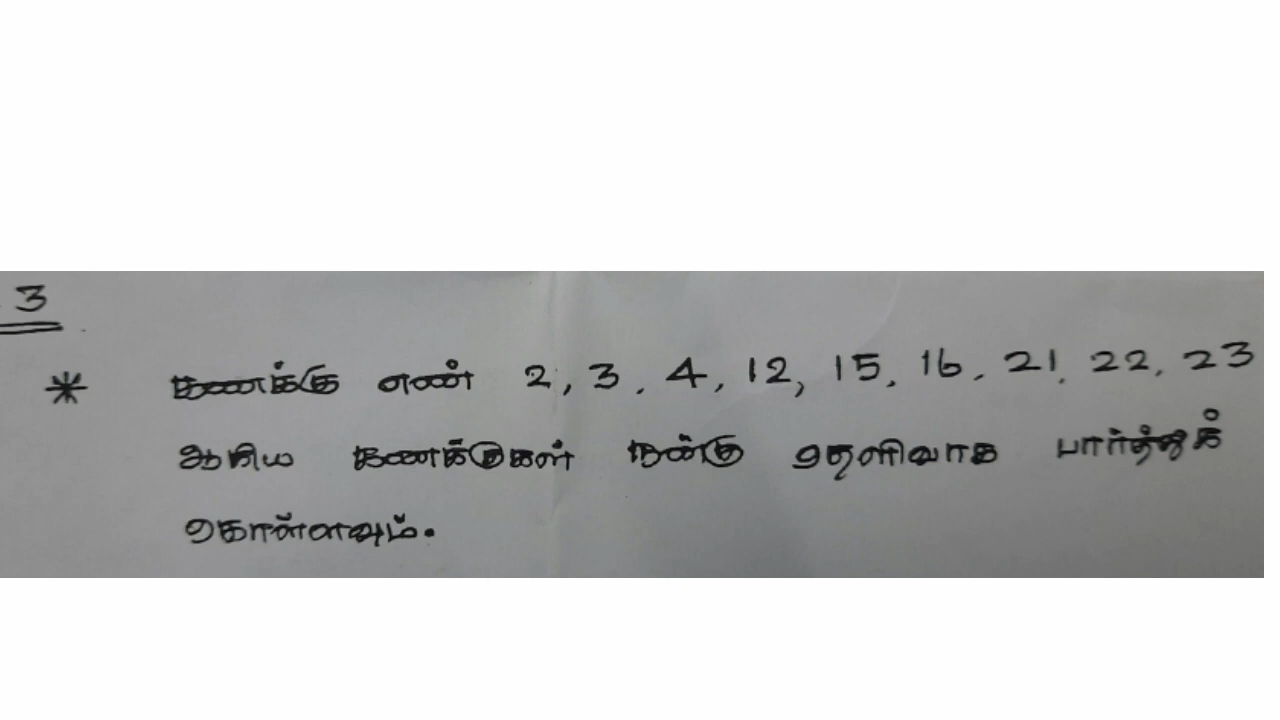 3
* கணக்கு எண் 2, 3, 4, 12, 15, 16, 21, 22, 23
ஆகிய கணக்குகள் நன்கு தெளிவாக பார்த்துக்
கொள்ளவும்.